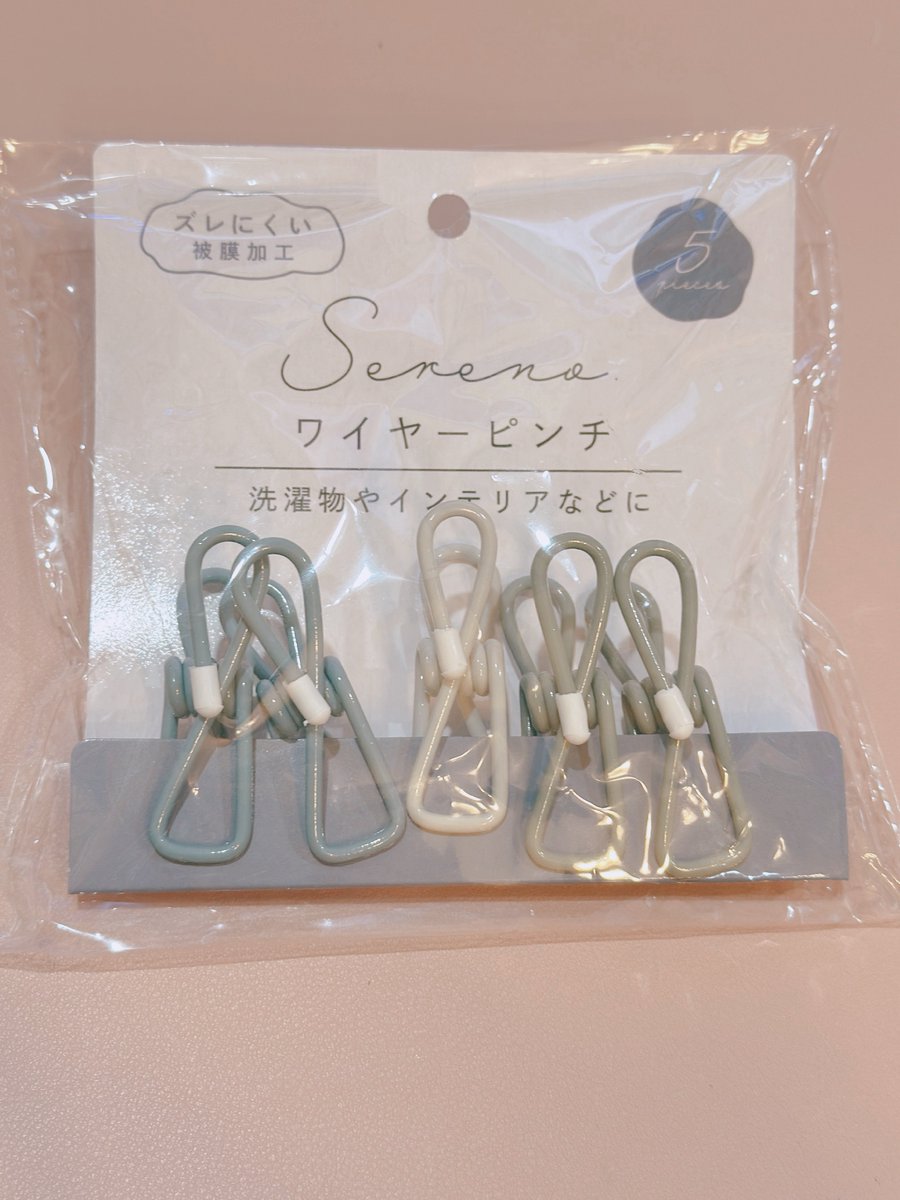 ズレにくい
被膜加工
5
pieces
Sereno.
ワイヤーピンチ
洗濯物やインテリアなどに